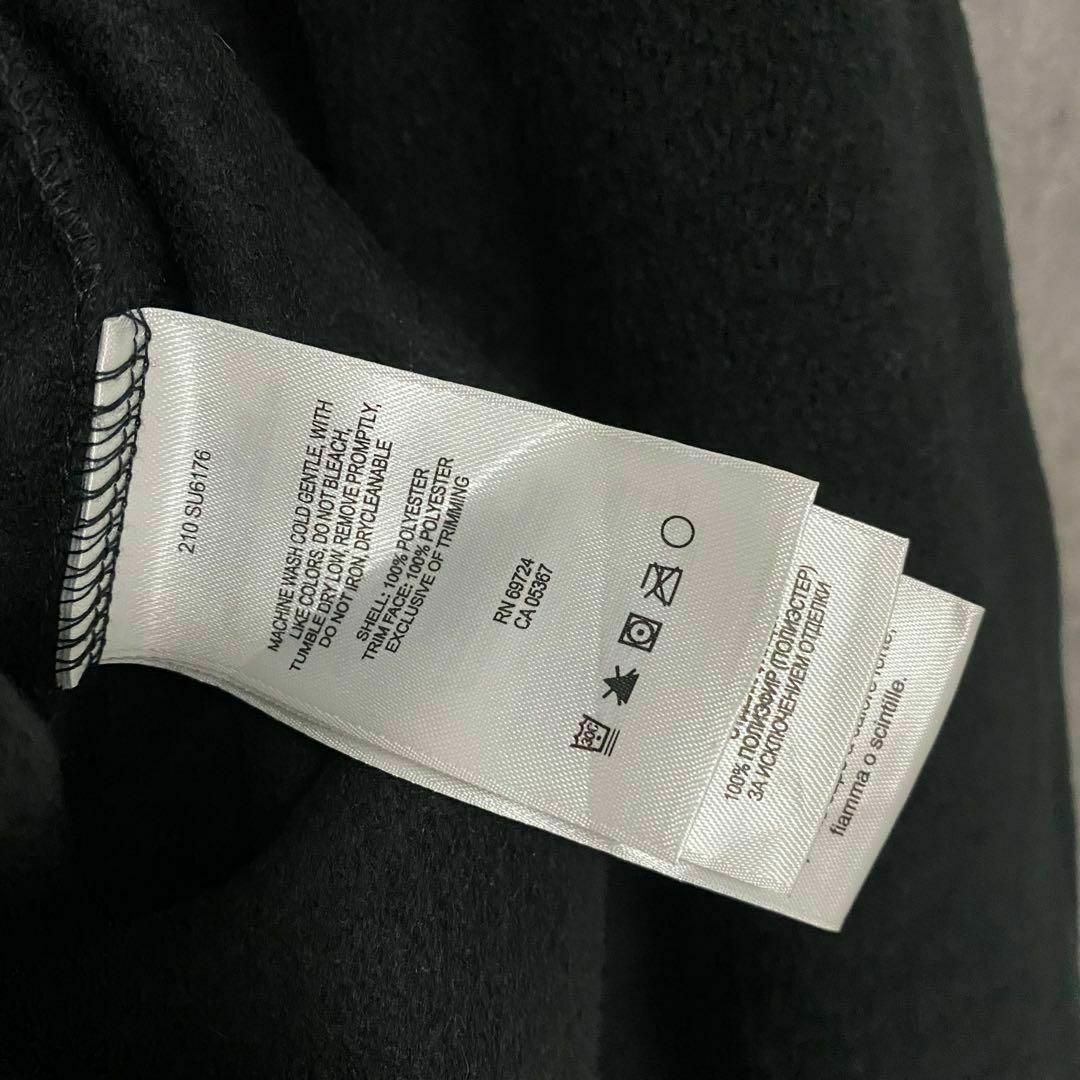 210 SU6176
MACHINE WASH COLD GENTLE, WITH
LIKE COLORS, DO NOT BLEACH,
TUMBLE DRY LOW, REMOVE PROMPTLY,
DO NOT IRON. DRYCLEANABLE
SHELL: 100% POLYESTER
TRIM FACE: 100% POLYESTER
EXCLUSIVE OF TRIMMING
RN 69724
CA 05367
30C
100% ПОЛИЭФИР (ПОЛИЭСТЕР)
ЗА ИСКЛЮЧЕНИЕМ ОТДЕЛКИ
fiamma o scintille.